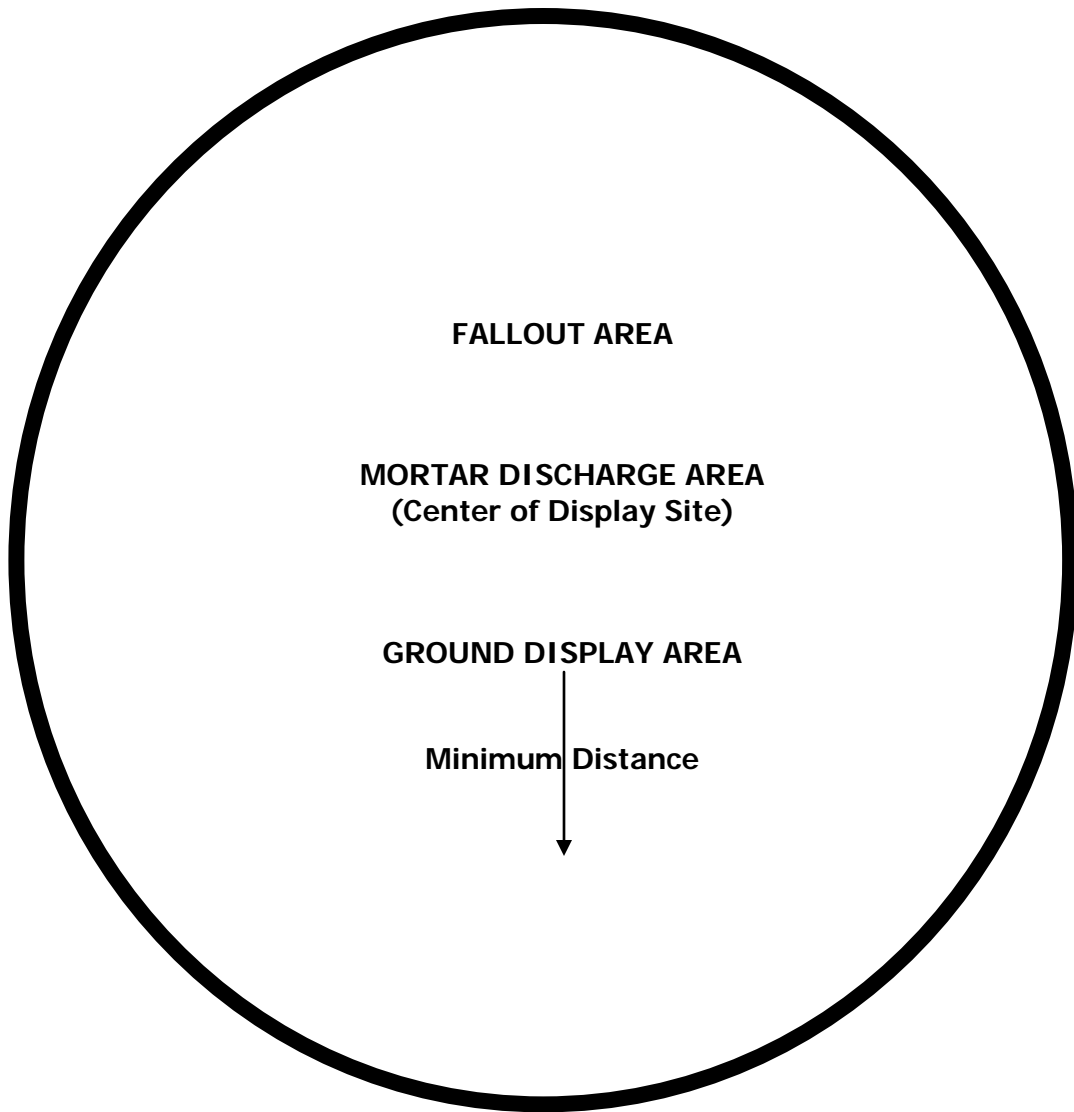 FALLOUT AREA
MORTAR DISCHARGE AREA
(Center of Display Site)
GROUND DISPLAY AREA
Minimum Distance